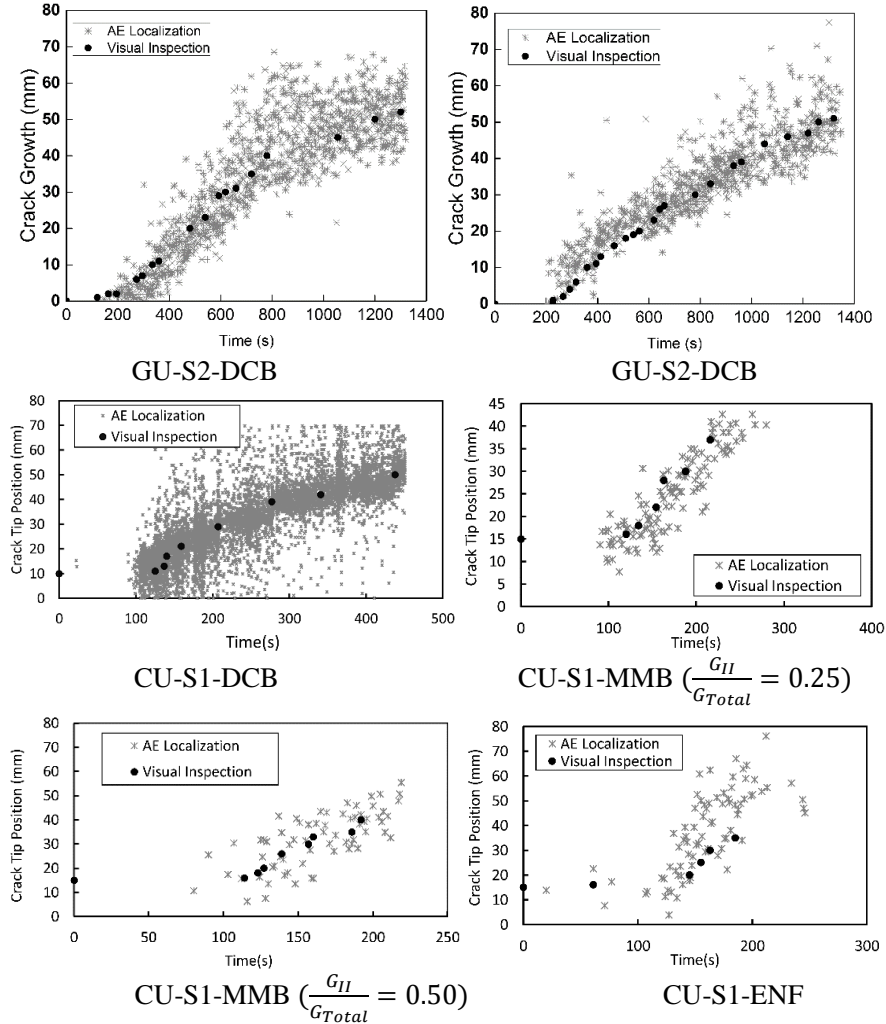 80
70
60
50
40
30
20
10
0
Crack Growth (mm)
AE Localization
Visual Inspection
0 200 400 600 800 1000 1200 1400
Time (s)
GU-S2-DCB
80
70
60
50
40
30
20
10
0
Crack Growth (mm)
AE Localization
Visual Inspection
0 200 400 600 800 1000 1200 1400
Time (s)
GU-S2-DCB
80
70
60
50
40
30
20
10
0
Crack Tip Position (mm)
AE Localization
Visual Inspection
0 100 200 300 400 500
Time(s)
CU-S1-DCB
45
40
35
30
25
20
15
10
5
0
Crack Tip Position (mm)
AE Localization
Visual Inspection
0 100 200 300 400
Time(s)
CU-S1-MMB (G_II/G_Total = 0.25)
80
70
60
50
40
30
20
10
0
Crack Tip Position (mm)
AE Localization
Visual Inspection
0 50 100 150 200 250
Time(s)
CU-S1-MMB (G_II/G_Total = 0.50)
80
70
60
50
40
30
20
10
0
Crack Tip Position (mm)
AE Localization
Visual Inspection
0 100 200 300
Time(s)
CU-S1-ENF